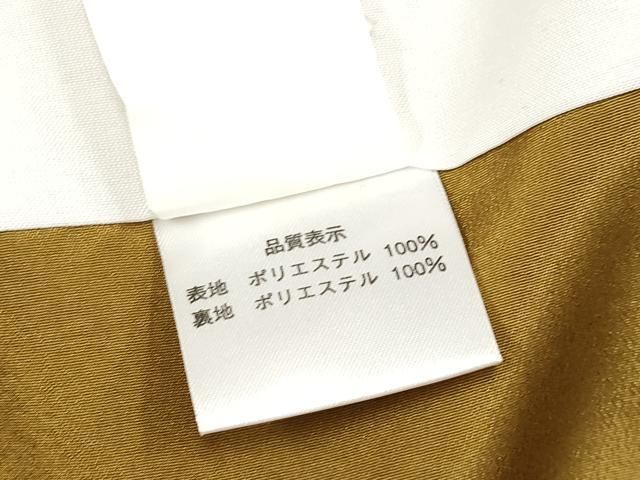 品質表示
表地 ポリエステル 100%
裏地 ポリエステル 100%